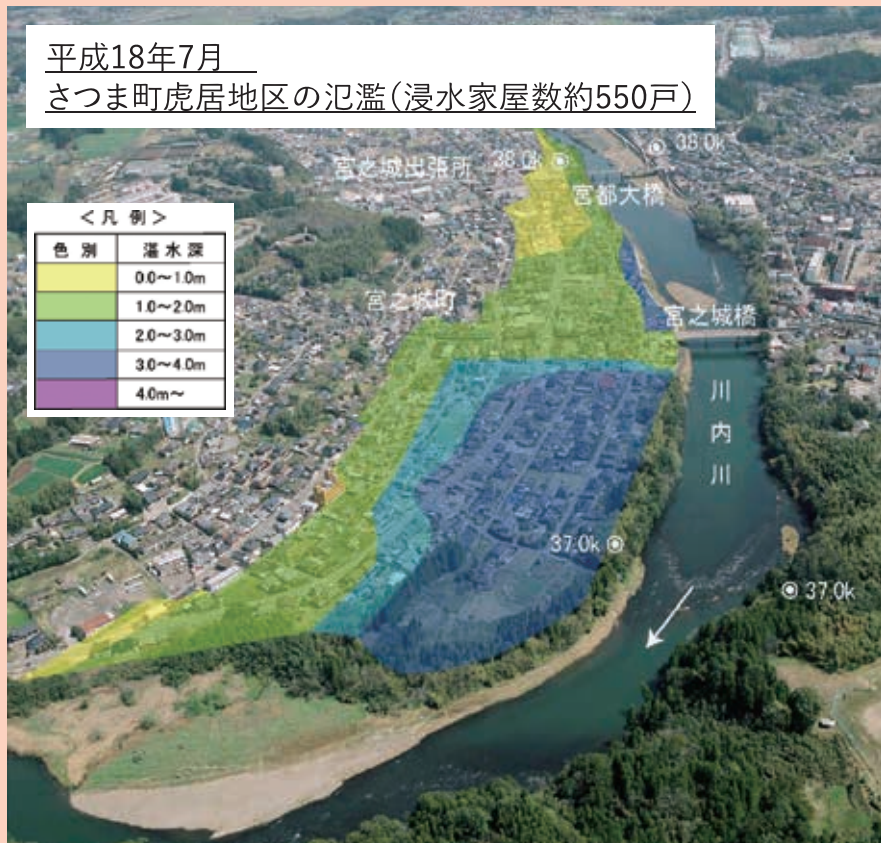 平成18年7月
さつま町虎居地区の氾濫(浸水家屋数約550戸)
38.0k
38.0k
宮之城出張所
宮都大橋
<凡 例>
色 別 湛水深
0.0~1.0m
1.0~2.0m
2.0~3.0m
3.0~4.0m
4.0m~
宮之城町
宮之城橋
川内川
37.0k
37.0k